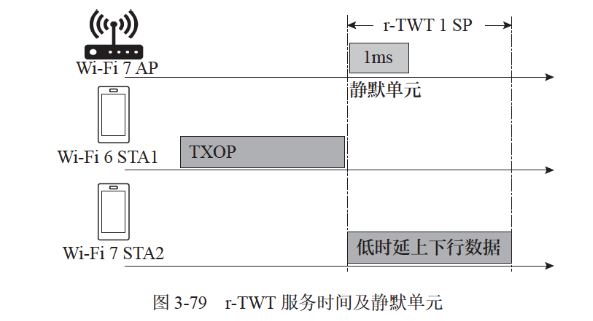 r-TWT 1 SP
Wi-Fi 7 AP
1ms
静默单元
Wi-Fi 6 STA1
TXOP
Wi-Fi 7 STA2
低时延上下行数据
图 3-79 r-TWT 服务时间及静默单元